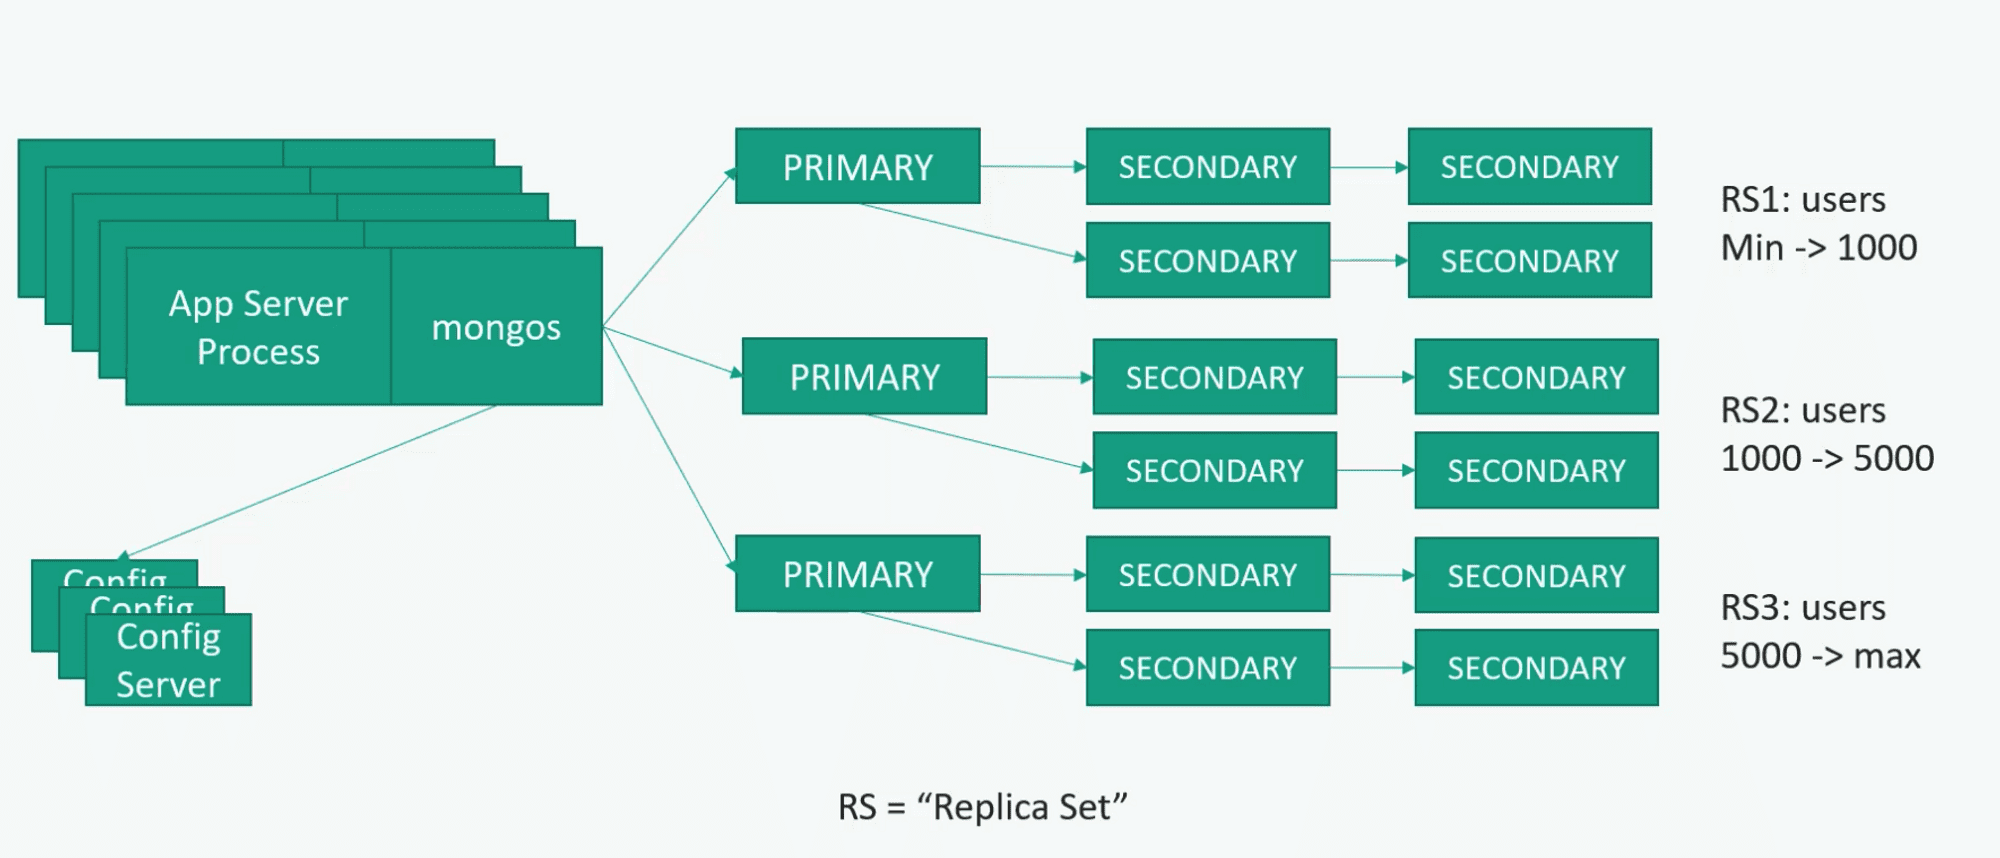 App Server
Process
mongos
Config
Config
Config
Server
PRIMARY
SECONDARY
SECONDARY
SECONDARY
SECONDARY
RS1: users
Min -> 1000
PRIMARY
SECONDARY
SECONDARY
SECONDARY
SECONDARY
RS2: users
1000 -> 5000
PRIMARY
SECONDARY
SECONDARY
SECONDARY
SECONDARY
RS3: users
5000 -> max
RS = “Replica Set”